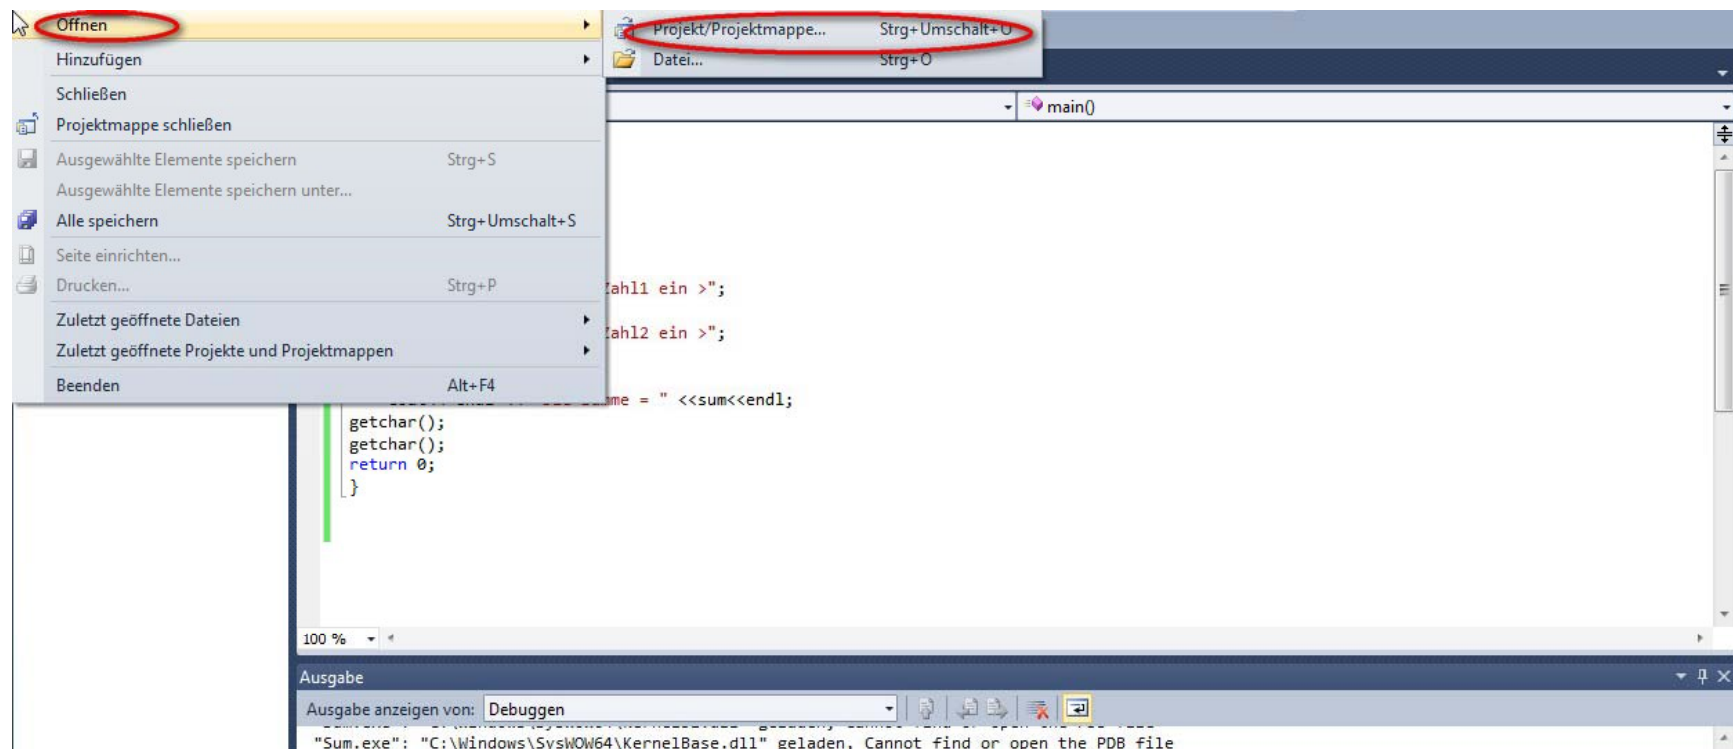 Öffnen
Projekt/Projektmappe... Strg+Umschalt+O
Hinzufügen
Datei... Strg+O
Schließen
main()
Projektmappe schließen
Ausgewählte Elemente speichern Strg+S
Ausgewählte Elemente speichern unter...
Alle speichern Strg+Umschalt+S
Seite einrichten...
Drucken... Strg+P
Zuletzt geöffnete Dateien
Zuletzt geöffnete Projekte und Projektmappen
Beenden Alt+F4
ahl1 ein >";
ahl2 ein >";
me = " <<sum<<endl;
getchar();
getchar();
return 0;
}
100 %
Ausgabe
Ausgabe anzeigen von: Debuggen
"Sum.exe": "C:\Windows\SysWOW64\KernelBase.dll" geladen, Cannot find or open the PDB file